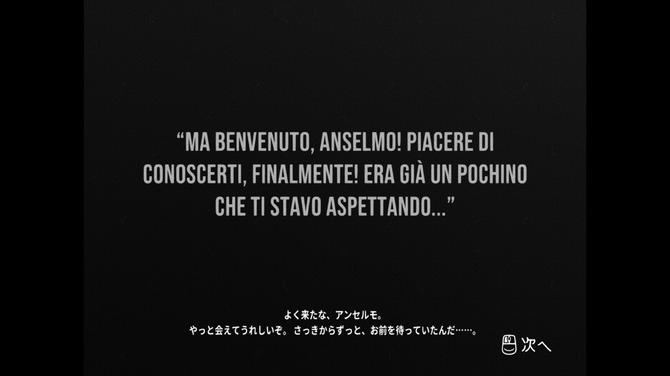 “MA BENVENUTO, ANSELMO! PIACERE DI
CONOSCERTI, FINALMENTE! ERA GIÀ UN POCHINO
CHE TI STAVO ASPETTANDO...”
よく来たな、アンセルモ。
やっと会えてうれしいぞ。さっきからずっと、お前を待っていたんだ……。
次へ